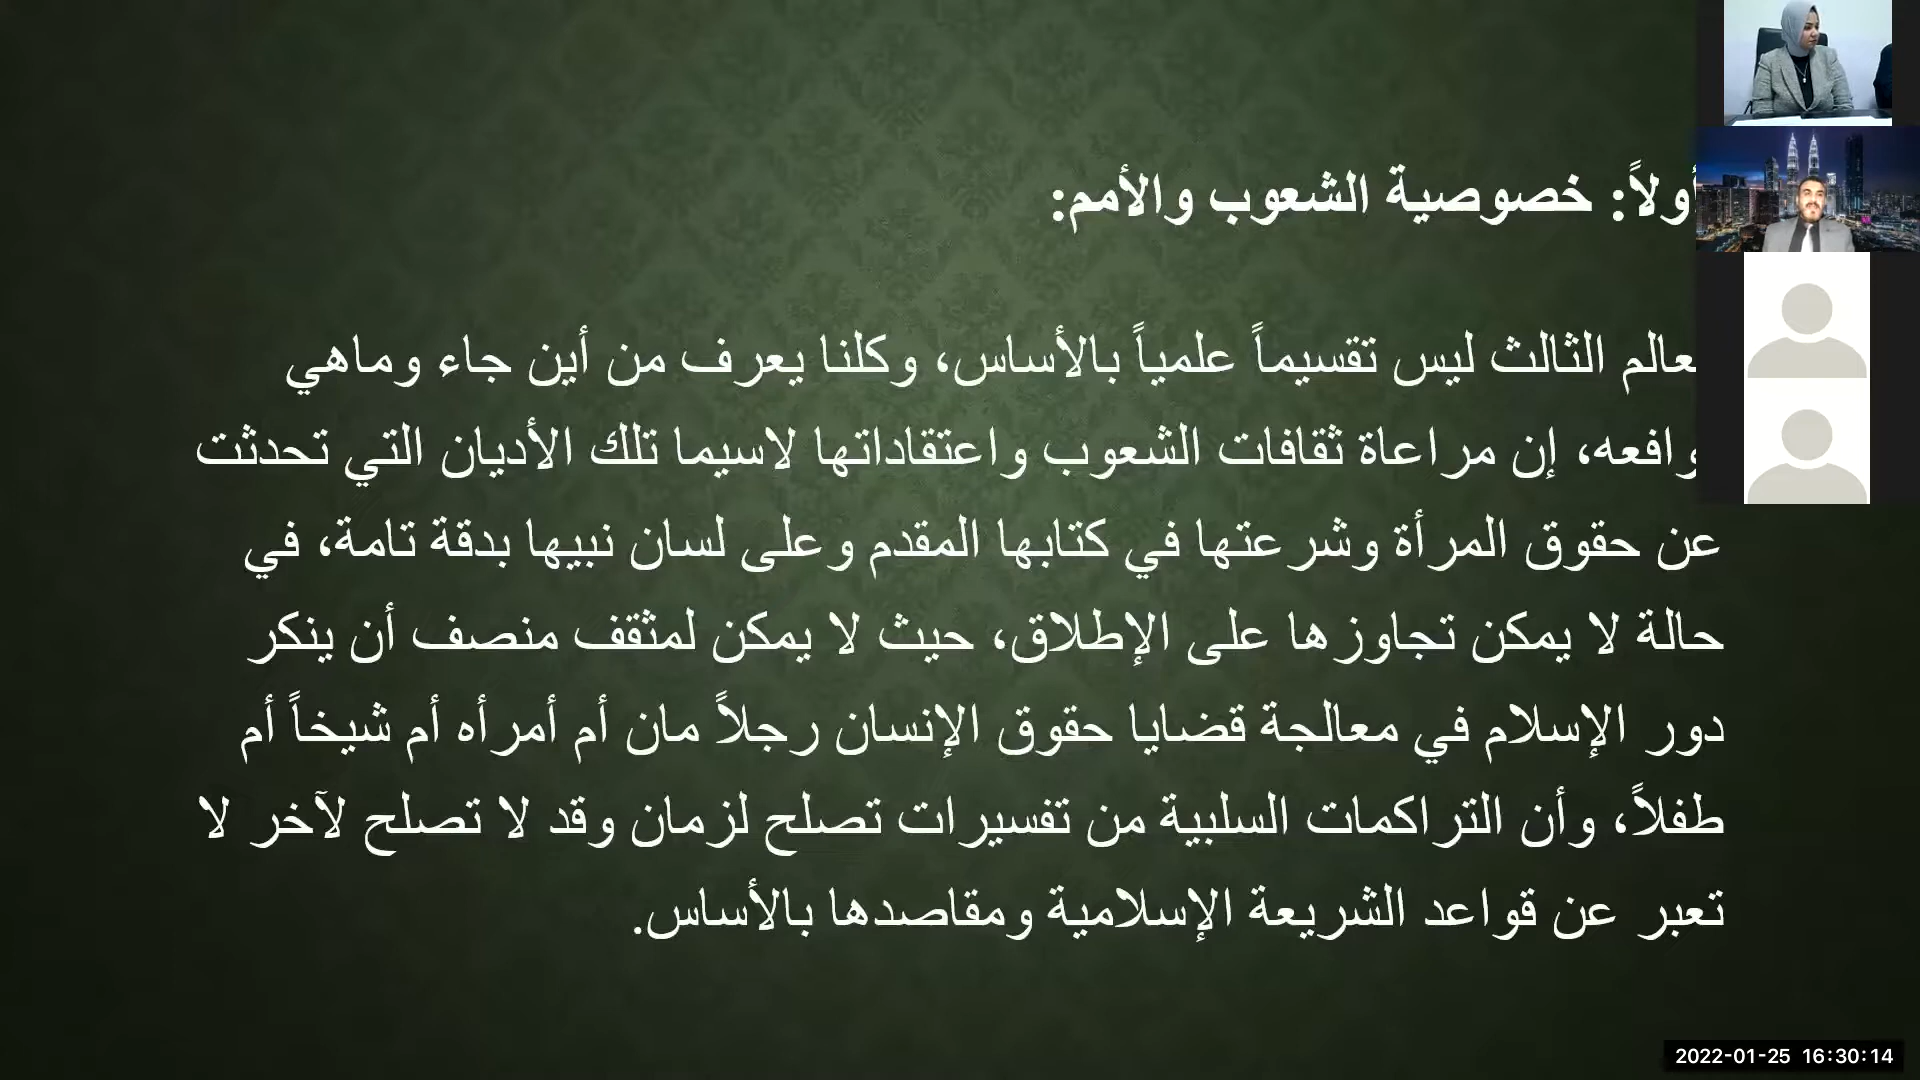 أولاً: خصوصية الشعوب والأمم:
عالم الثالث ليس تقسيماً علمياً بالأساس، وكلنا يعرف من أين جاء وماهي
إن مراعاة ثقافات الشعوب واعتقاداتها لاسيما تلك الأديان التي تحدثت
عن حقوق المرأة وشرعتها في كتابها المقدم وعلى لسان نبيها بدقة تامة، في
حالة لا يمكن تجاوزها على الإطلاق، حيث لا يمكن لمثقف منصف أن ينكر
دور الإسلام في معالجة قضايا حقوق الإنسان رجلاً مان أم أمرأه أم شيخاً أم
طفلاً، وأن التراكمات السلبية من تفسيرات تصلح لزمان وقد لا تصلح لآخر لا
تعبر عن قواعد الشريعة الإسلامية ومقاصدها بالأساس.
2022-01-25 16:30:14